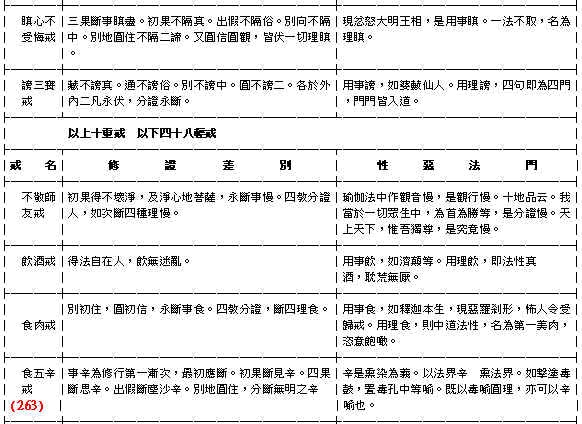 瞋心不受悔戒
三果斷事瞋盡。初果不隔真。出假不隔俗。別向不隔
中。別地圓住不隔二諦。又圓信圓觀，皆伏一切理瞋
。
現忿怒大明王相，是用事瞋。一法不取，名為
理瞋。
謗三寶戒
藏不謗真。通不謗俗。別不謗中。圓不謗二。各於外
內二凡永伏，分證永斷。
用事謗，如婆藪仙人。用理謗，四句即為四門
，門門皆入道。
以上十重戒　以下四十八輕戒
戒　名　修　證　差　別　性　惡　法　門
不敬師友戒
初果得不壞淨，及淨心地菩薩，永斷事慢。四教分證
人，如次斷四種理慢。
瑜伽法中作觀音慢，是觀行慢。十地品云。我
當於一切眾生中，為首為勝等，是分證慢。天
上天下，惟吾獨尊，是究竟慢。
飲酒戒
得法自在人，飲無迷亂。
用事飲，如濟顛等。用理飲，即法性真
酒，耽荒無厭。
食肉戒
別初住，圓初信，永斷事食。四教分證，斷四理食。
用事食，如釋迦本生，現惡羅剎形，怖人令受
歸戒。用理食，則中道法性，名為第一美肉，
恣意飽噉。
食五辛戒
事辛為修行第一漸次，最初應斷。初果斷見辛。四果
斷思辛。出假斷塵沙辛。別地圓住，分斷無明之辛
辛是熏染為義。以法界辛　熏法界。如擊塗毒
鼓，置毒孔中等喻。既以毒喻圓理，亦可以辛
喻也。
(263)